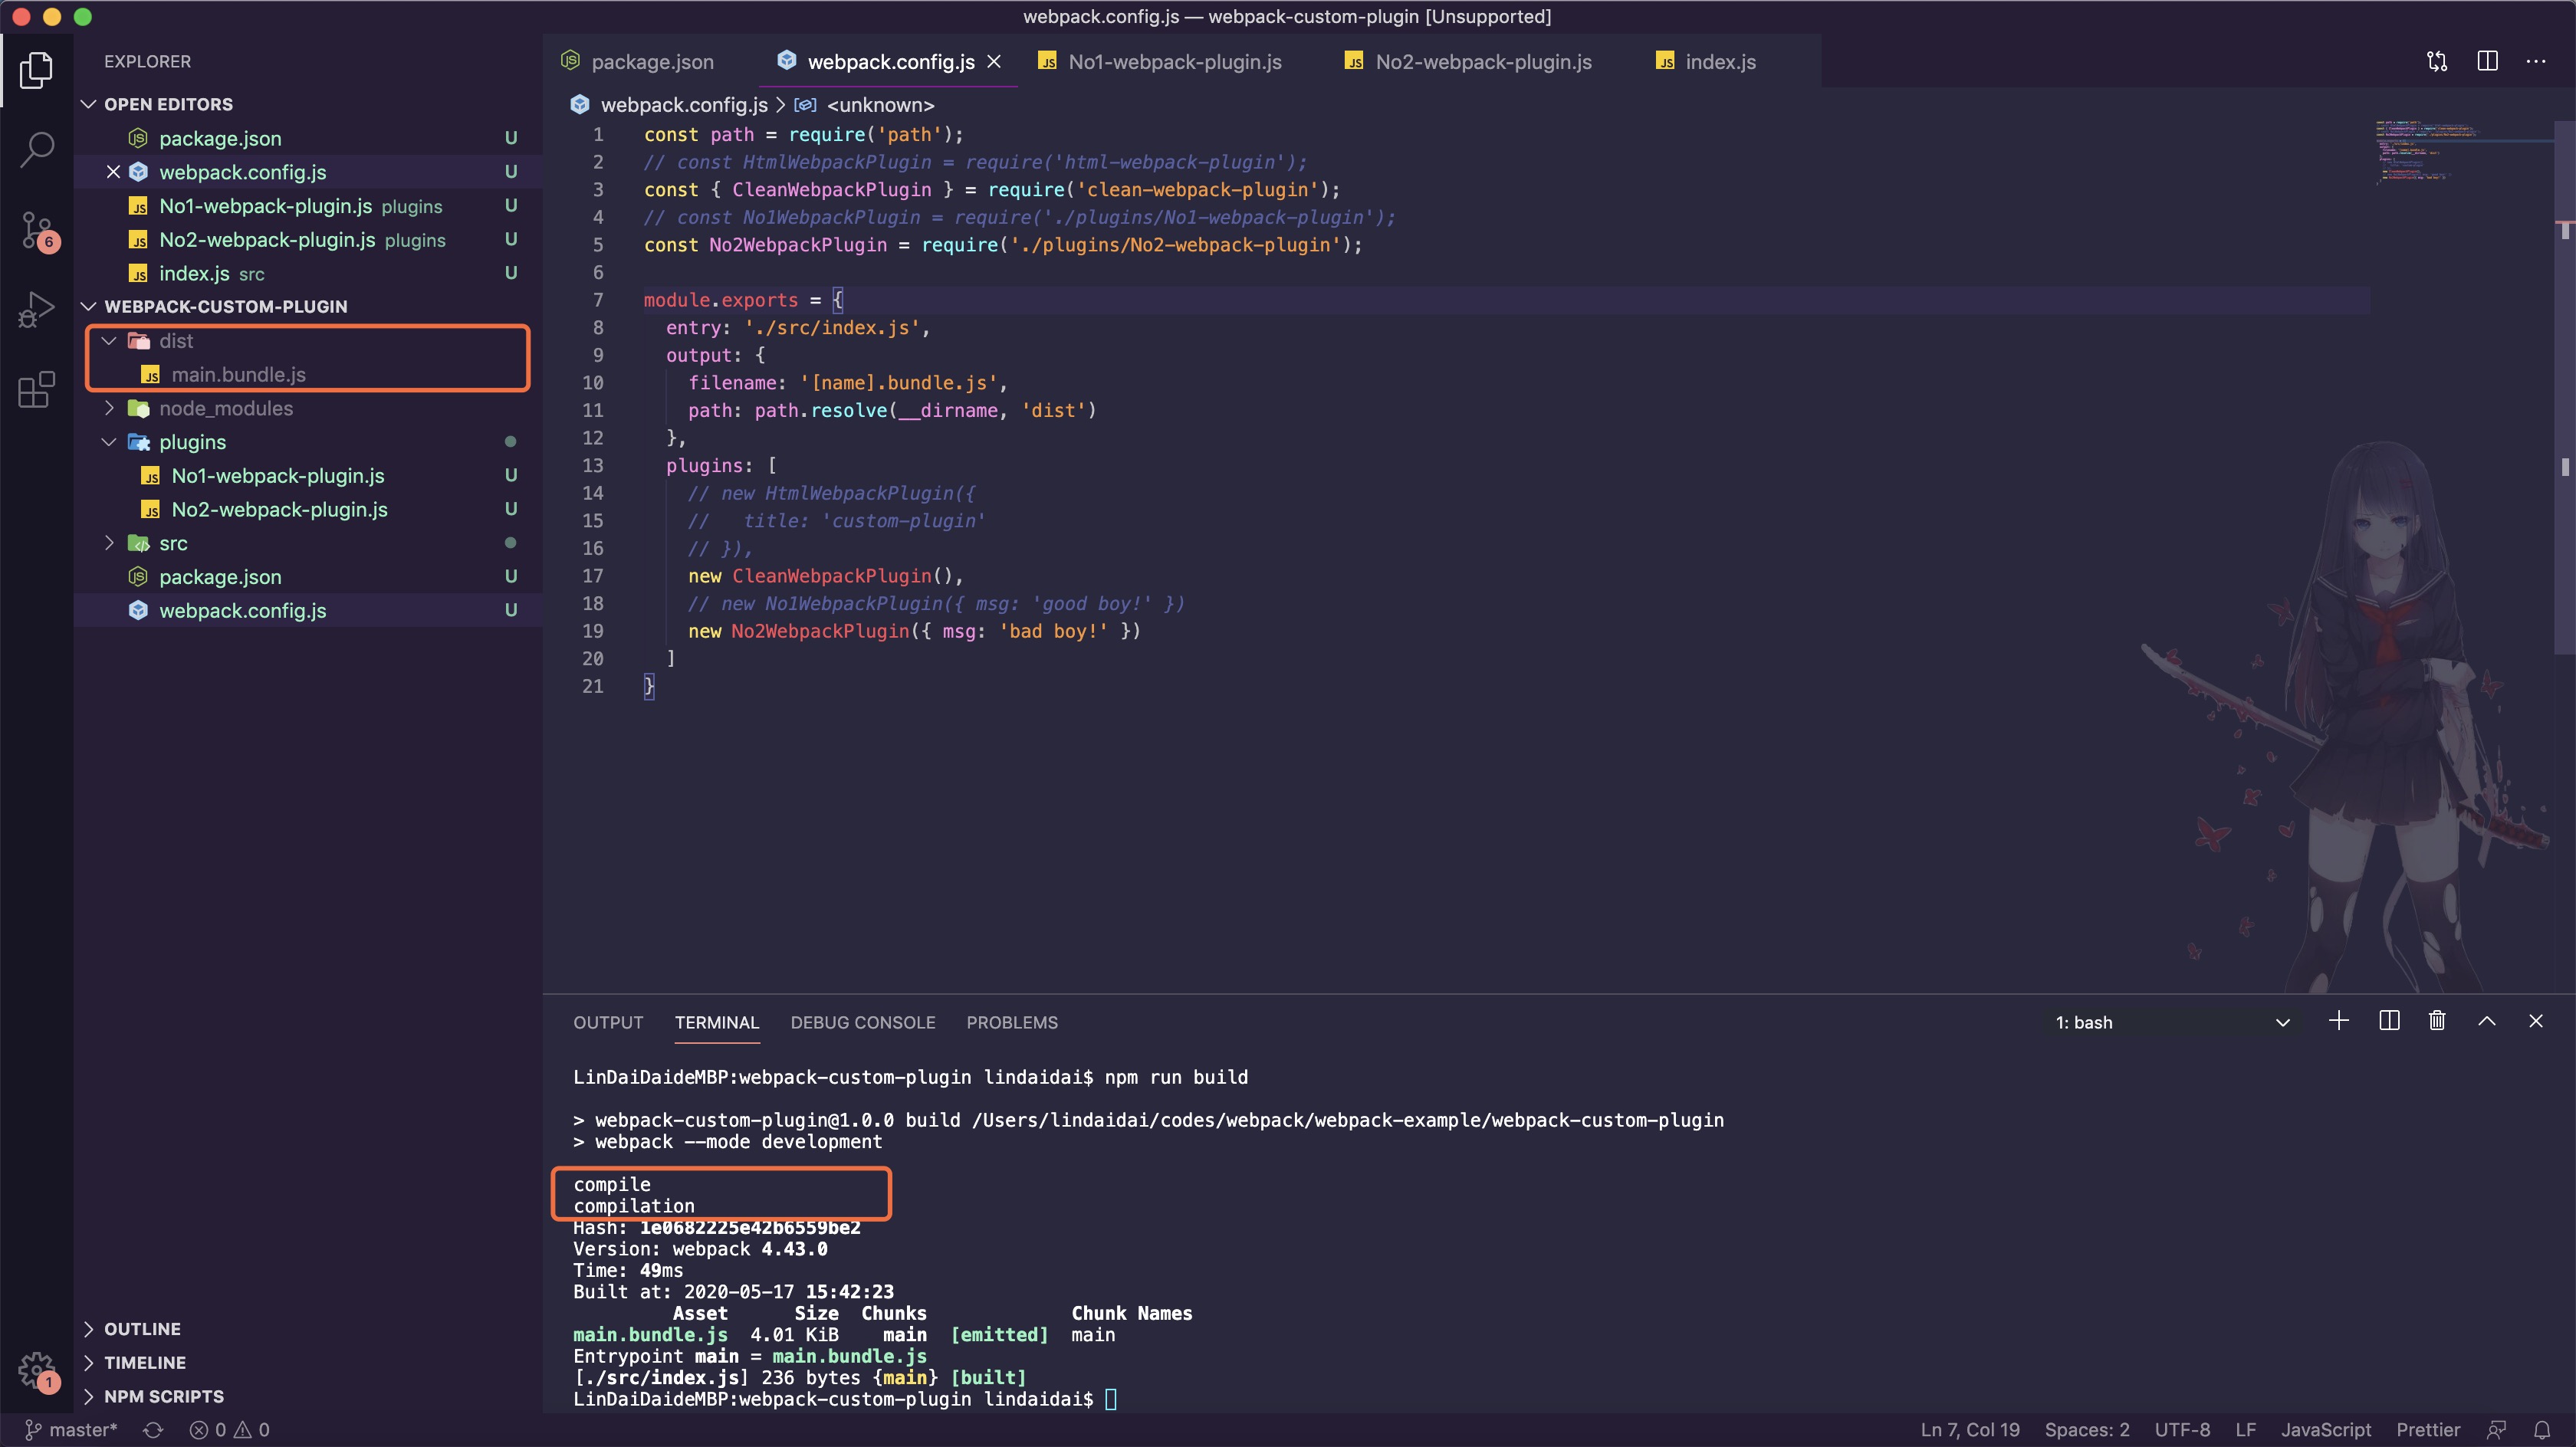 webpack.config.js — webpack-custom-plugin [Unsupported]
EXPLORER
OPEN EDITORS
package.json U
webpack.config.js U
No1-webpack-plugin.js plugins U
No2-webpack-plugin.js plugins U
index.js src U
WEBPACK-CUSTOM-PLUGIN
dist
main.bundle.js
node_modules
plugins
No1-webpack-plugin.js U
No2-webpack-plugin.js U
src
package.json U
webpack.config.js U
OUTLINE
TIMELINE
NPM SCRIPTS
6
1
package.json webpack.config.js No1-webpack-plugin.js No2-webpack-plugin.js index.js
webpack.config.js > <unknown>
1 const path = require('path');
2 // const HtmlWebpackPlugin = require('html-webpack-plugin');
3 const { CleanWebpackPlugin } = require('clean-webpack-plugin');
4 // const No1WebpackPlugin = require('./plugins/No1-webpack-plugin');
5 const No2WebpackPlugin = require('./plugins/No2-webpack-plugin');
6
7 module.exports = {
8 entry: './src/index.js',
9 output: {
10 filename: '[name].bundle.js',
11 path: path.resolve(__dirname, 'dist')
12 },
13 plugins: [
14 // new HtmlWebpackPlugin({
15 // title: 'custom-plugin'
16 // }),
17 new CleanWebpackPlugin(),
18 // new No1WebpackPlugin({ msg: 'good boy!' })
19 new No2WebpackPlugin({ msg: 'bad boy!' })
20 ]
21 }
OUTPUT TERMINAL DEBUG CONSOLE PROBLEMS 1: bash
LinDaiDaideMBP:webpack-custom-plugin lindaidai$ npm run build
> webpack-custom-plugin@1.0.0 build /Users/lindaidai/codes/webpack/webpack-example/webpack-custom-plugin
> webpack --mode development
compile
compilation
Hash: 1e0682225e42b6559be2
Version: webpack 4.43.0
Time: 49ms
Built at: 2020-05-17 15:42:23
Asset Size Chunks Chunk Names
main.bundle.js 4.01 KiB main [emitted] main
Entrypoint main = main.bundle.js
[./src/index.js] 236 bytes {main} [built]
LinDaiDaideMBP:webpack-custom-plugin lindaidai$
master* 0 0 Ln 7, Col 19 Spaces: 2 UTF-8 LF JavaScript Prettier